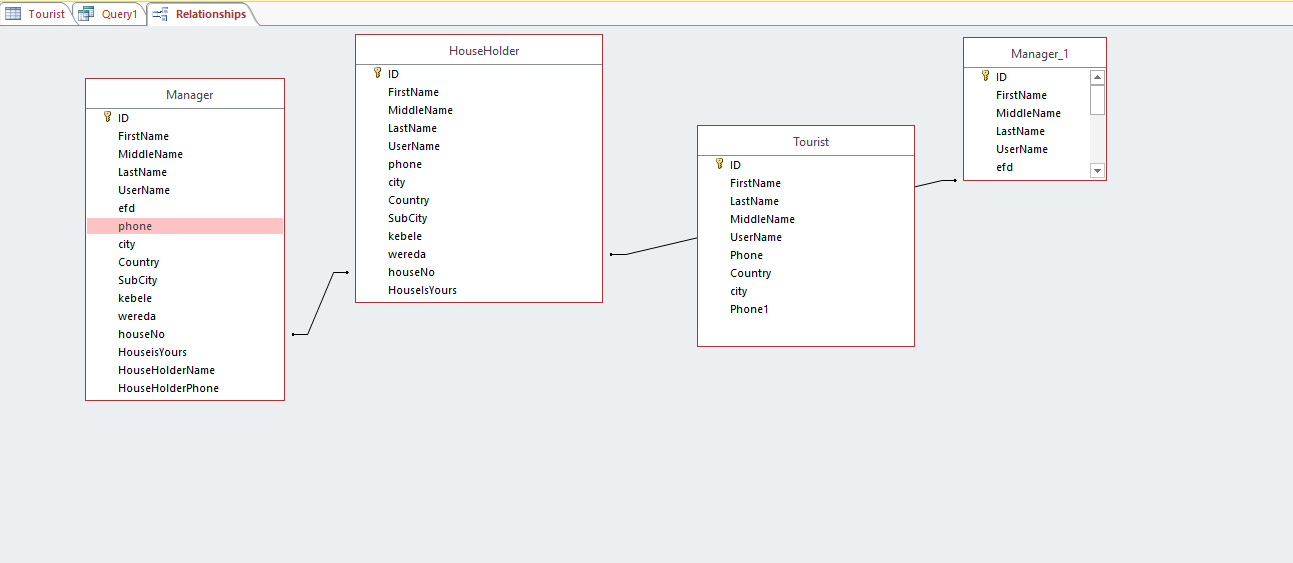 Tourist
Query1
Relationships
Manager
ID
FirstName
MiddleName
LastName
UserName
efd
phone
city
Country
SubCity
kebele
wereda
houseNo
HouseisYours
HouseHolderName
HouseHolderPhone
HouseHolder
ID
FirstName
MiddleName
LastName
UserName
phone
city
Country
SubCity
kebele
wereda
houseNo
HouseIsYours
Tourist
ID
FirstName
LastName
MiddleName
UserName
Phone
Country
city
Phone1
Manager_1
ID
FirstName
MiddleName
LastName
UserName
efd